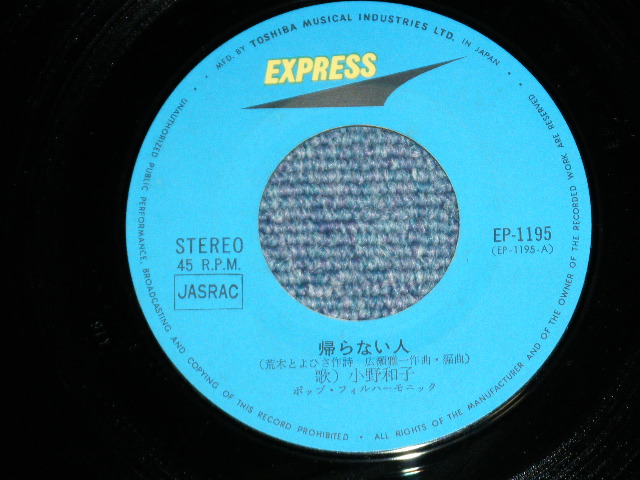 • MFD. BY TOSHIBA MUSICAL INDUSTRIES LTD. IN JAPAN •
EXPRESS
STEREO
45 R.P.M.
JASRAC
EP-1195
(EP-1195-A)
帰らない人
(荒木とよひさ作詩 広瀬雅一作曲・編曲)
歌) 小野和子
ポップ・フィルハーモニック
UNAUTHORIZED PUBLIC PERFORMANCE, BROADCASTING AND COPYING OF THIS RECORD PROHIBITED • ALL RIGHTS OF THE MANUFACTURER AND OF THE OWNER OF THE RECORDED WORK ARE RESERVED